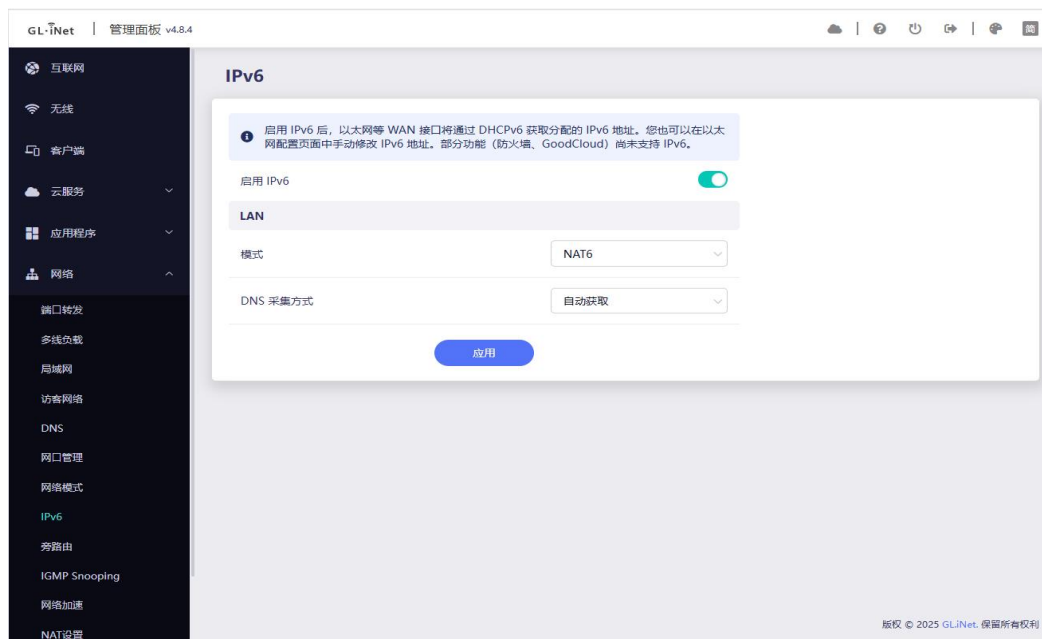 GL·iNet | 管理面板 v4.8.4
简
互联网
无线
客户端
云服务
应用程序
网络
端口转发
多线负载
局域网
访客网络
DNS
网口管理
网络模式
IPv6
旁路由
IGMP Snooping
网络加速
NAT设置
IPv6
启用 IPv6 后，以太网等 WAN 接口将通过 DHCPv6 获取分配的 IPv6 地址。您也可以在以太
网配置页面中手动修改 IPv6 地址。部分功能（防火墙、GoodCloud）尚未支持 IPv6。
启用 IPv6
LAN
模式 NAT6
DNS 采集方式 自动获取
应用
版权 © 2025 GL.iNet. 保留所有权利